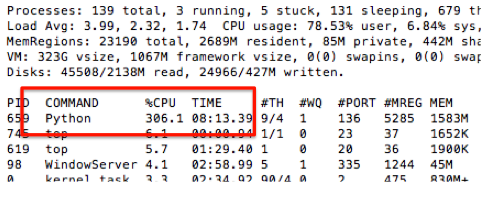 Processes: 139 total, 3 running, 5 stuck, 131 sleeping, 679 th
Load Avg: 3.99, 2.32, 1.74 CPU usage: 78.53% user, 6.84% sys,
MemRegions: 23190 total, 2689M resident, 85M private, 442M sha
VM: 323G vsize, 1067M framework vsize, 0(0) swapins, 0(0) swap
Disks: 45508/2138M read, 24966/427M written.
PID COMMAND %CPU TIME #TH #WQ #PORT #MREG MEM
659 Python 306.1 08:13.39 9/4 1 136 5285 1583M
745 top 6.1 00:00.94 1/1 0 23 37 1652K
619 top 5.7 01:29.40 1 0 20 36 1900K
98 WindowServer 4.1 02:58.99 5 1 335 1244 45M
0 kernel_task 3.3 02:34.92 90/4 0 2 475 830M+